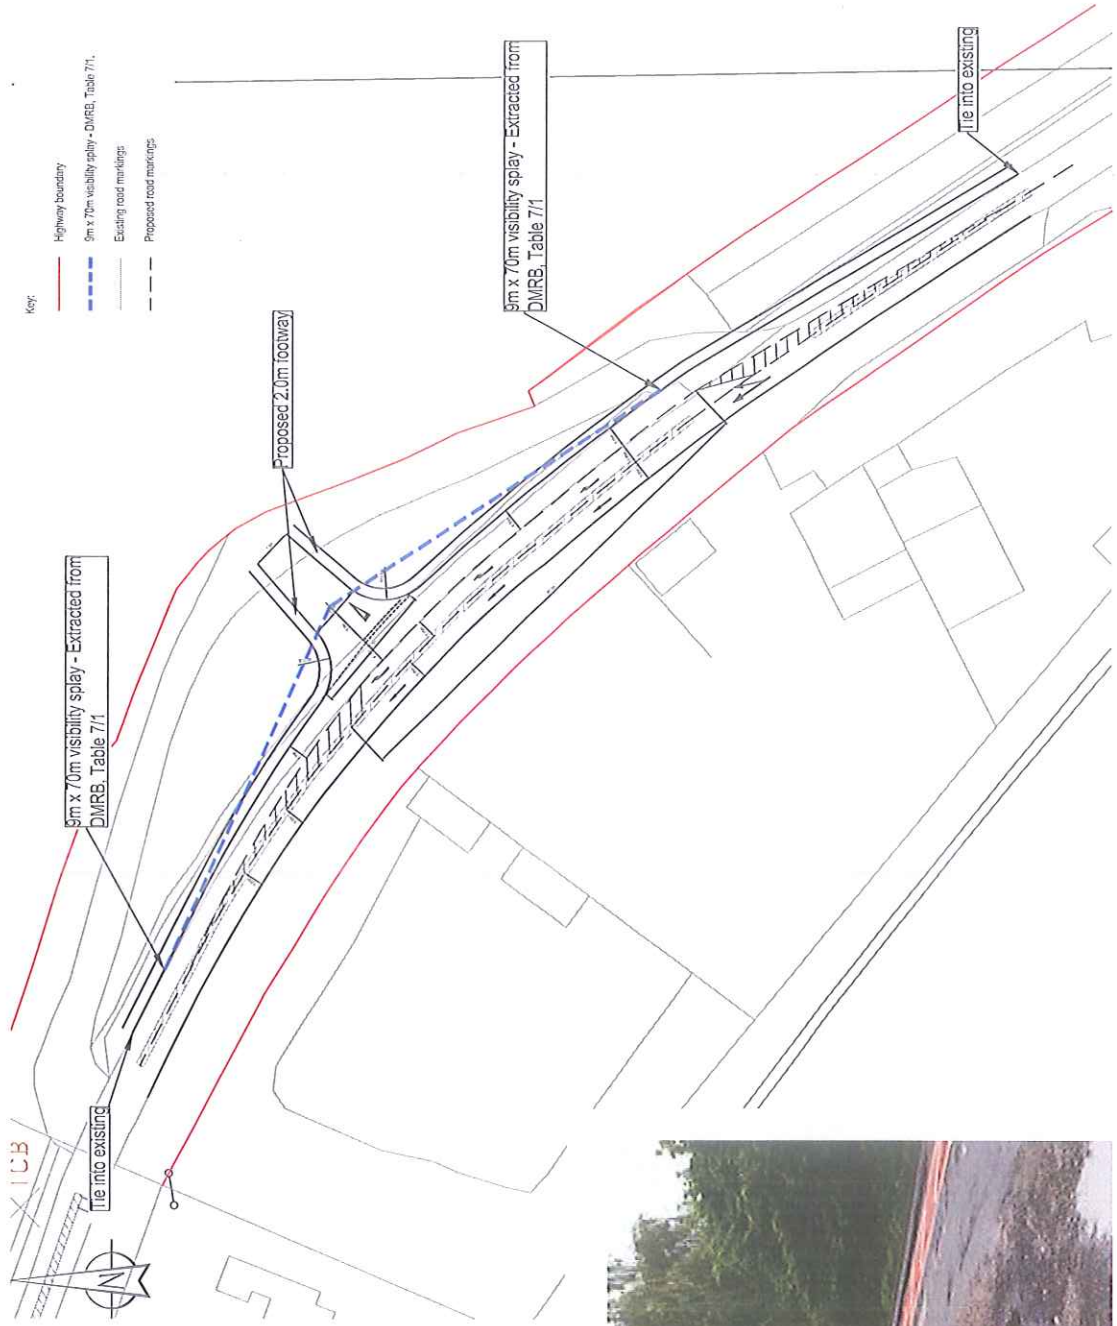 Key:
Highway boundary
9m x 70m visibility splay - DMRB, Table 7/1.
Existing road markings
Proposed road markings
9m x 70m visibility splay - Extracted from
DMRB, Table 7/1
Proposed 2.0m footway
9m x 70m visibility splay - Extracted from
DMRB, Table 7/1
Tie into existing
Tie into existing
TCB
N